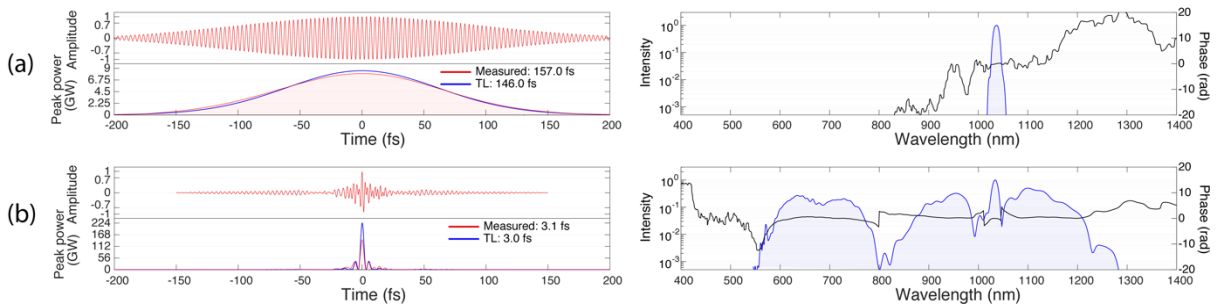 (a)
Amplitude
1
0.7
0
-0.7
-1
Peak power
(GW)
9
6.75
4.5
2.25
0
Measured: 157.0 fs
TL: 146.0 fs
-200 -150 -100 -50 0 50 100 150 200
Time (fs)
Intensity
10⁰
10⁻¹
10⁻²
10⁻³
Phase (rad)
20
10
0
-10
-20
400 500 600 700 800 900 1000 1100 1200 1300 1400
Wavelength (nm)
(b)
Amplitude
1
0.7
0
-0.7
-1
Peak power
(GW)
224
168
112
56
0
Measured: 3.1 fs
TL: 3.0 fs
-200 -150 -100 -50 0 50 100 150 200
Time (fs)
Intensity
10⁰
10⁻¹
10⁻²
10⁻³
Phase (rad)
20
10
0
-10
-20
400 500 600 700 800 900 1000 1100 1200 1300 1400
Wavelength (nm)